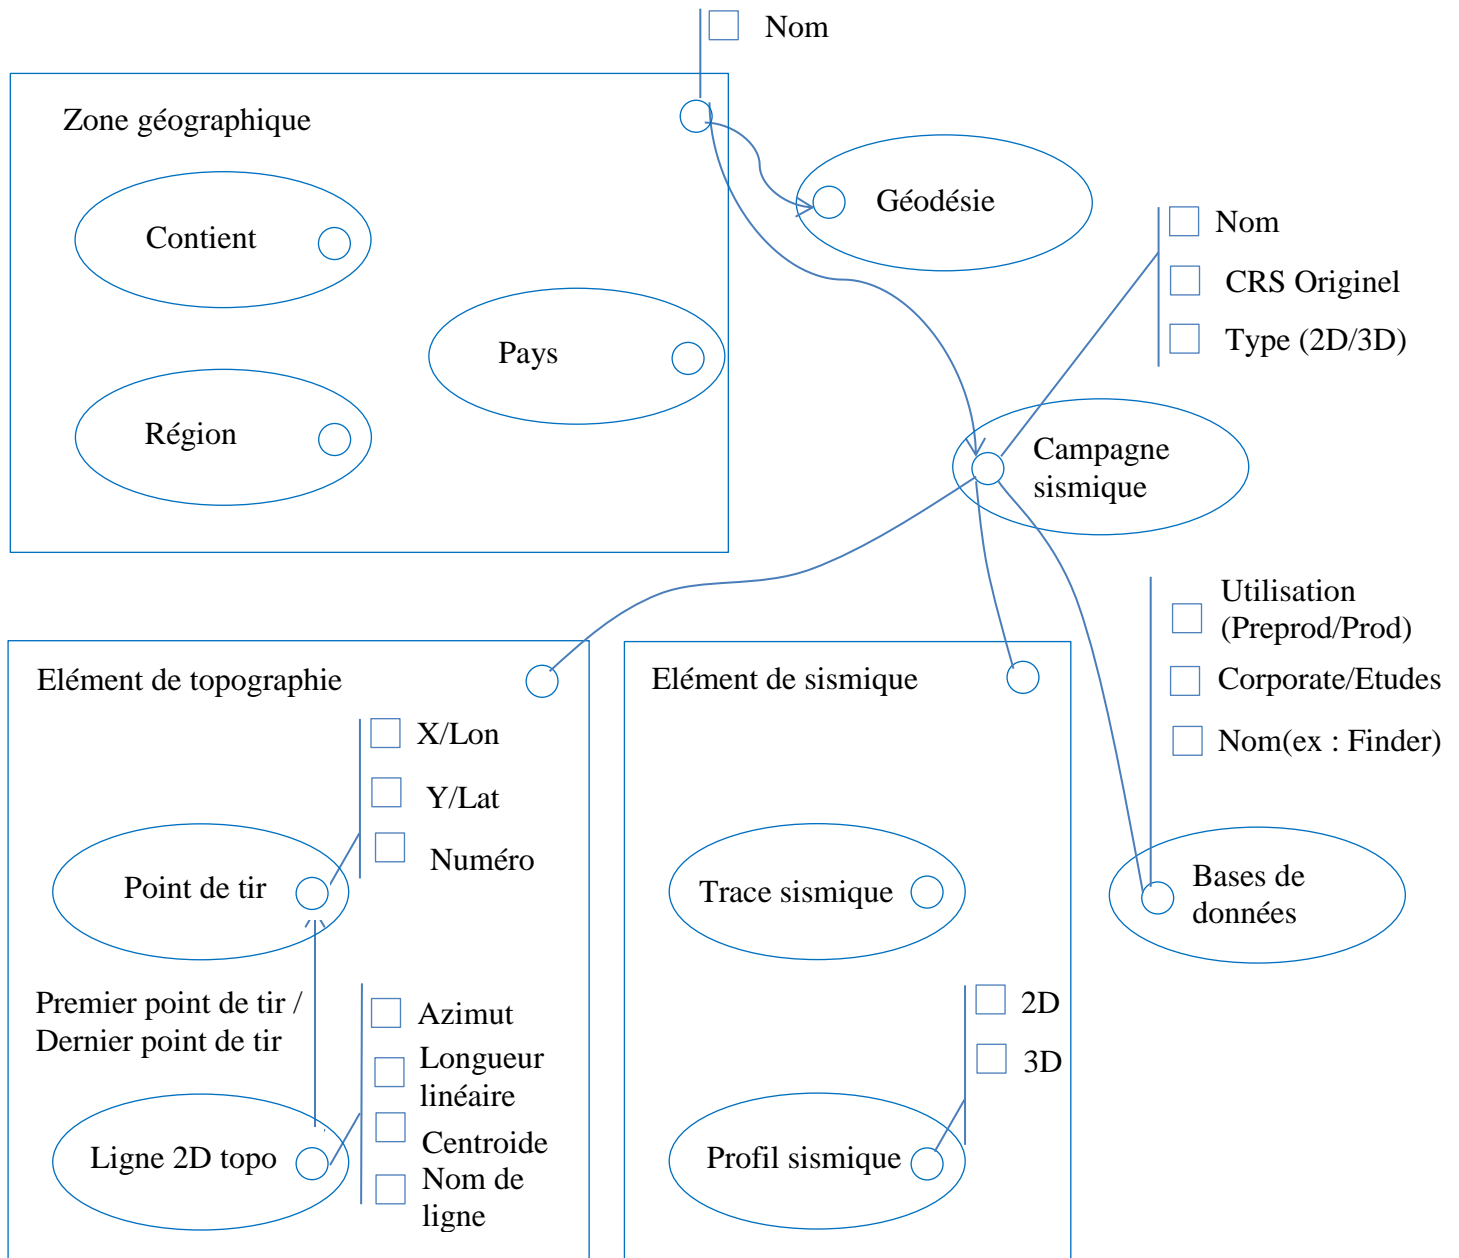 Nom
Zone géographique
Géodésie
Contient
Nom
CRS Originel
Type (2D/3D)
Pays
Région
Campagne
sismique
Utilisation
(Preprod/Prod)
Corporate/Etudes
Nom(ex : Finder)
Bases de
données
Elément de topographie
X/Lon
Y/Lat
Numéro
Point de tir
Premier point de tir /
Dernier point de tir
Azimut
Longueur
linéaire
Centroide
Nom de
ligne
Ligne 2D topo
Elément de sismique
Trace sismique
2D
3D
Profil sismique